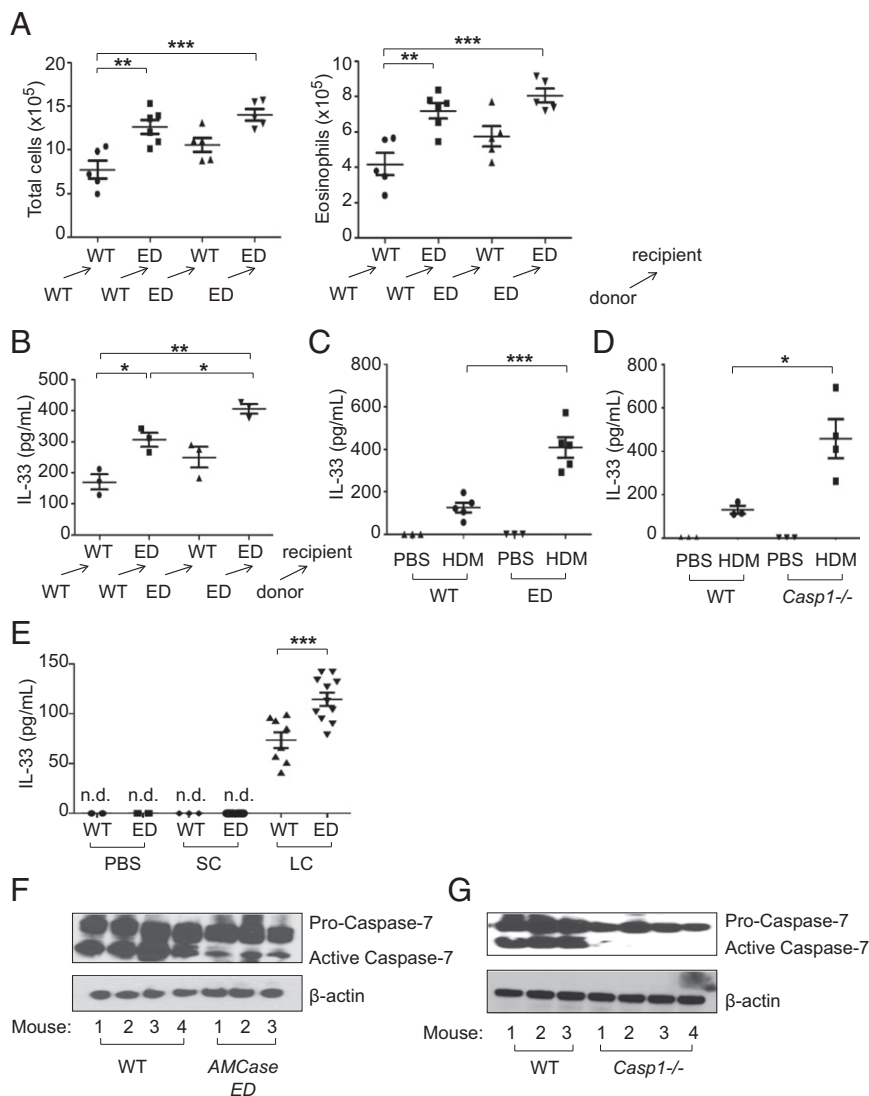 A
Total cells (x10⁵)
20
15
10
5
0
***
**
WT ED WT ED
WT WT ED ED
Eosinophils (x10⁵)
10
8
6
4
2
0
***
**
WT ED WT ED
WT WT ED ED
recipient
donor
B
IL-33 (pg/mL)
500
400
300
200
100
0
**
* *
WT ED WT ED
WT WT ED ED
recipient
donor
C
IL-33 (pg/mL)
800
600
400
200
0
***
PBS HDM PBS HDM
WT ED
D
IL-33 (pg/mL)
800
600
400
200
0
*
PBS HDM PBS HDM
WT Casp1-/-
E
IL-33 (pg/mL)
150
100
50
0
***
n.d. n.d. n.d. n.d.
WT ED WT ED WT ED
PBS SC LC
F
Pro-Caspase-7
Active Caspase-7
β-actin
Mouse: 1 2 3 4 1 2 3
WT AMCase
ED
G
Pro-Caspase-7
Active Caspase-7
β-actin
Mouse: 1 2 3 1 2 3 4
WT Casp1-/-